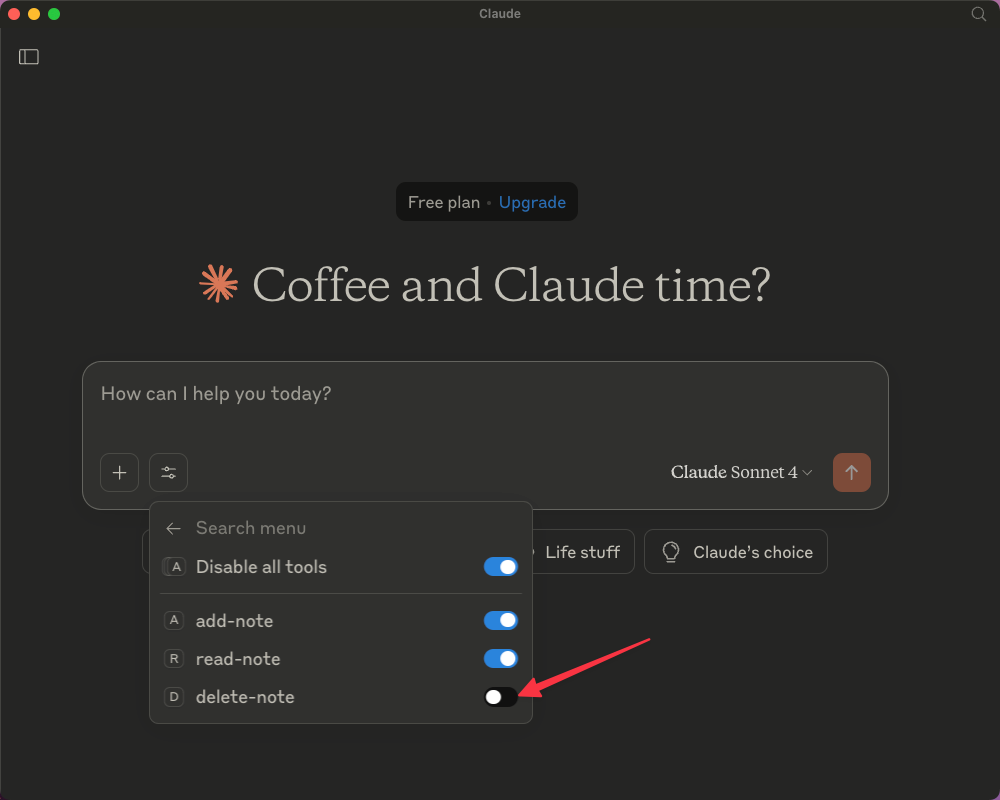 Claude
Free plan • Upgrade
Coffee and Claude time?
How can I help you today?
Claude Sonnet 4
Search menu
A Disable all tools
A add-note
R read-note
D delete-note
Life stuff
Claude's choice